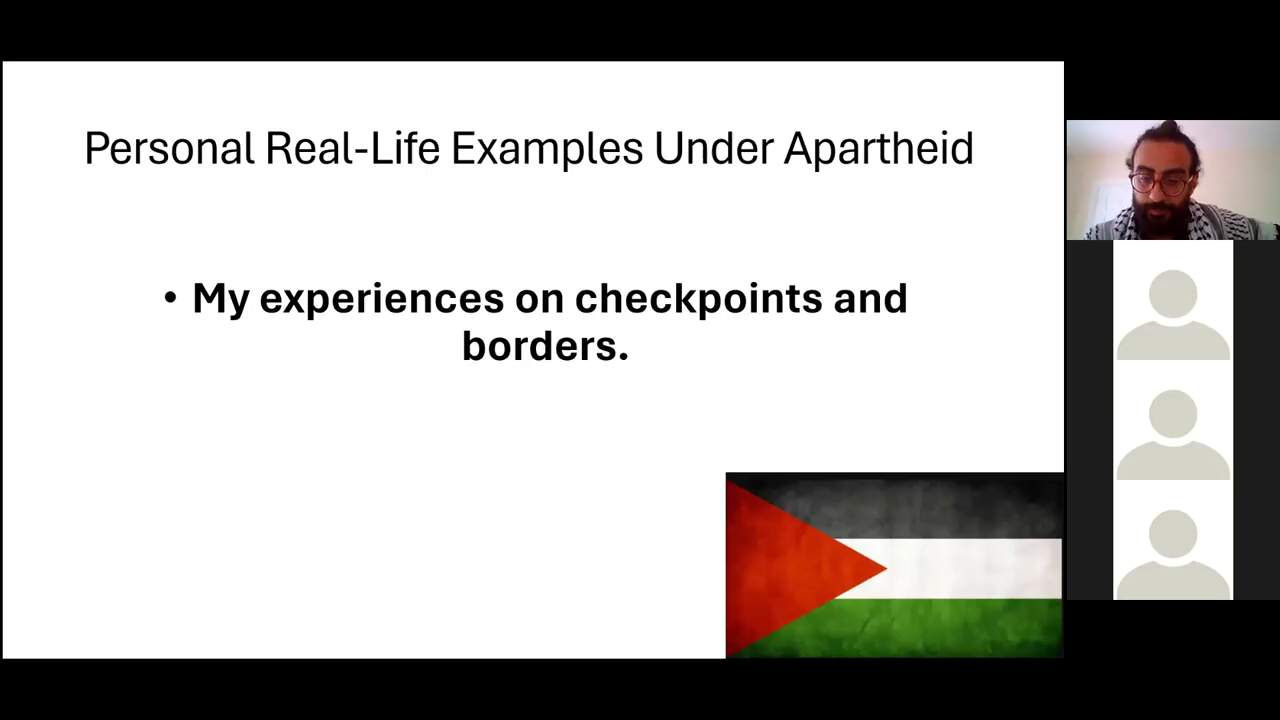 Personal Real-Life Examples Under Apartheid
• My experiences on checkpoints and
borders.